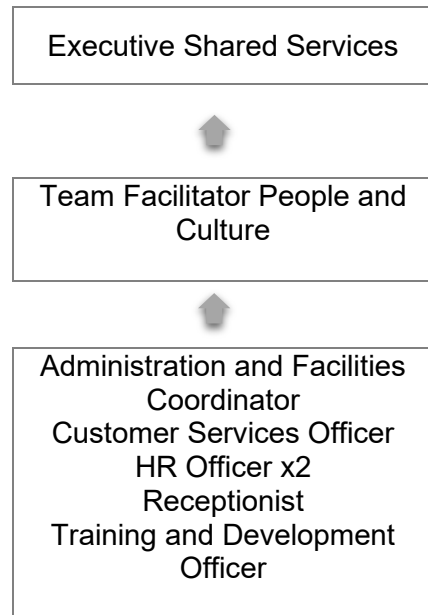 Executive Shared Services
Team Facilitator People and
Culture
Administration and Facilities
Coordinator
Customer Services Officer
HR Officer x2
Receptionist
Training and Development
Officer